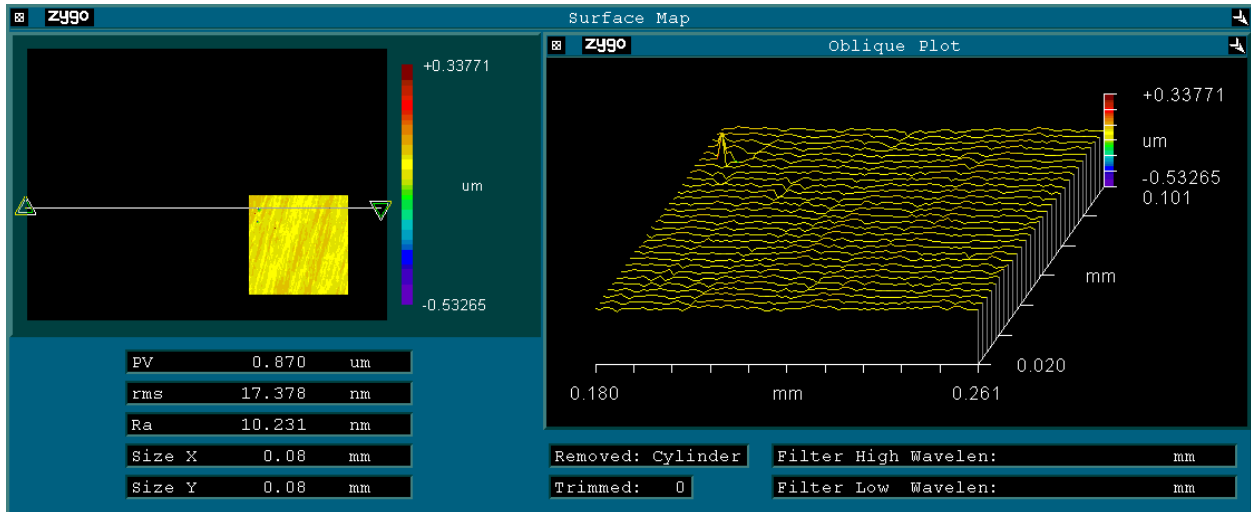 zygo Surface Map
+0.33771
um
-0.53265
zygo Oblique Plot
+0.33771
um
-0.53265
0.101
mm
0.020
0.180 mm 0.261
PV 0.870 um
rms 17.378 nm
Ra 10.231 nm
Size X 0.08 mm
Size Y 0.08 mm
Removed: Cylinder
Trimmed: 0
Filter High Wavelen: mm
Filter Low Wavelen: mm